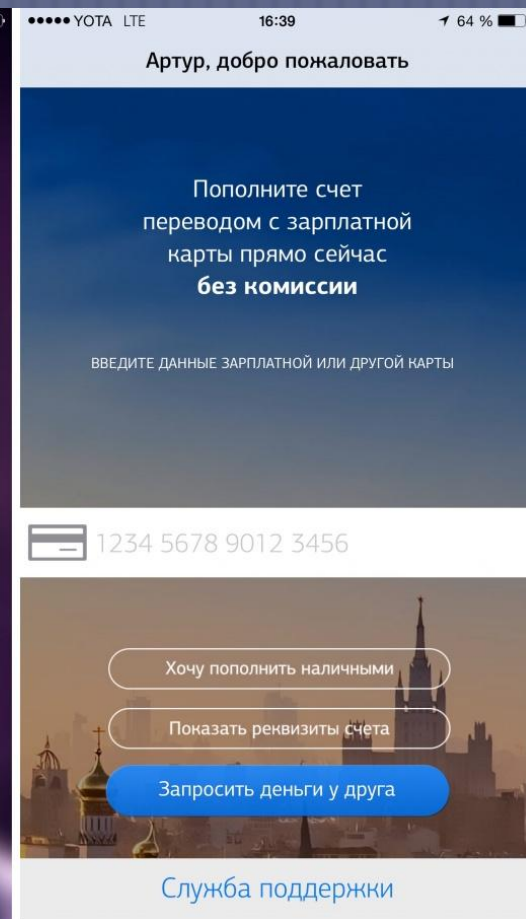 YOTA LTE 16:39 64 %
Артур, добро пожаловать
Пополните счет
переводом с зарплатной
карты прямо сейчас
без комиссии
ВВЕДИТЕ ДАННЫЕ ЗАРПЛАТНОЙ ИЛИ ДРУГОЙ КАРТЫ
1234 5678 9012 3456
Хочу пополнить наличными
Показать реквизиты счета
Запросить деньги у друга
Служба поддержки